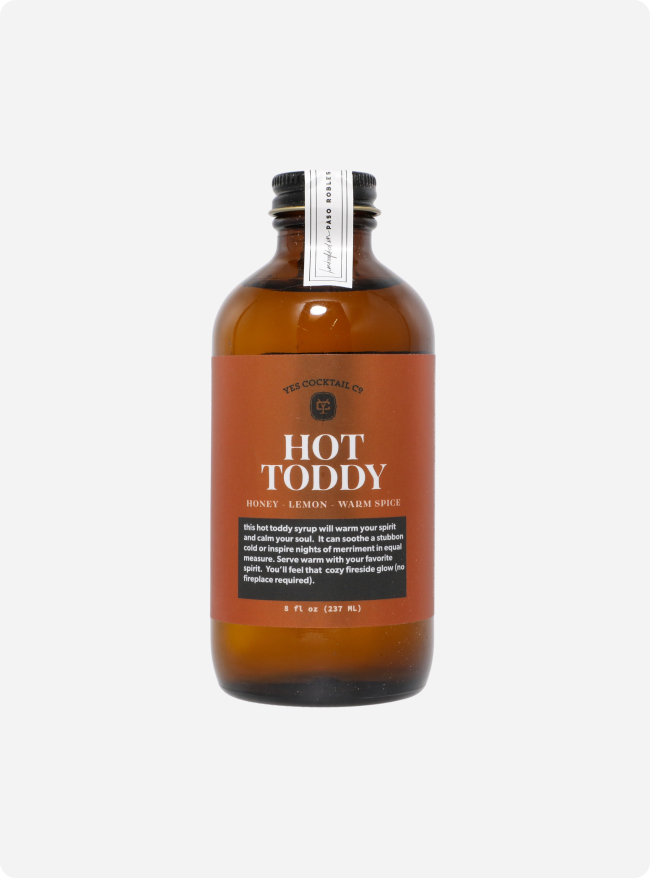 PASO ROBLES
YES COCKTAIL Co
HOT
TODDY
HONEY - LEMON - WARM SPICE
this hot toddy syrup will warm your spirit
and calm your soul. It can soothe a stubbon
cold or inspire nights of merriment in equal
measure. Serve warm with your favorite
spirit. You'll feel that cozy fireside glow (no
fireplace required).
8 fl oz (237 ML)